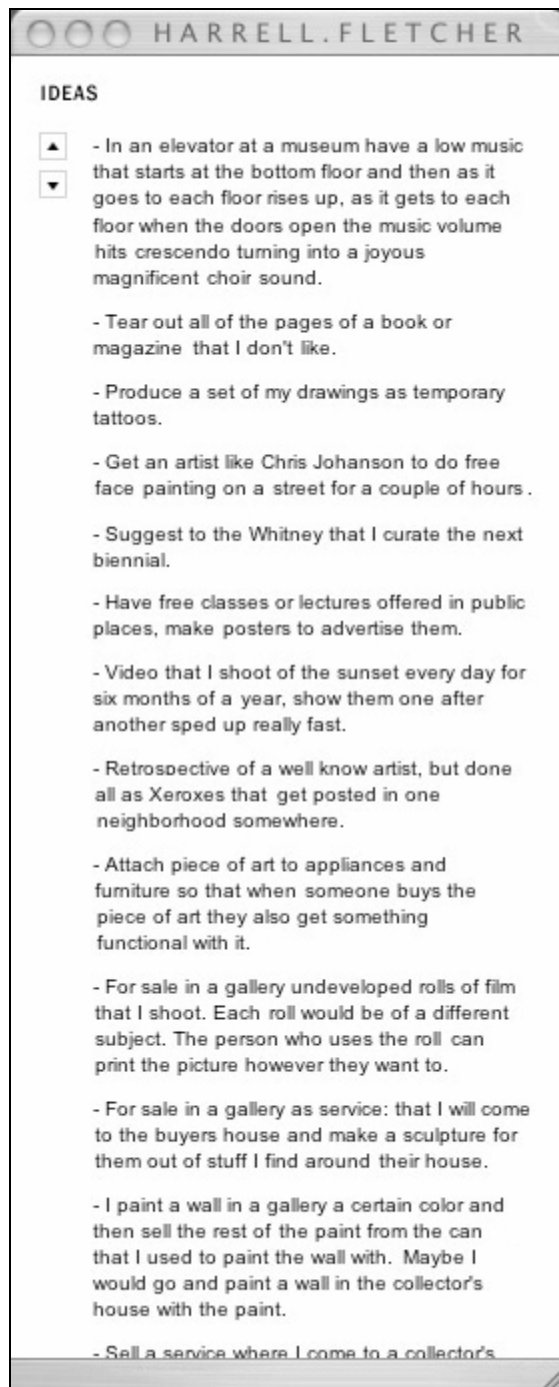 HARRELL.FLETCHER
IDEAS
- In an elevator at a museum have a low music
that starts at the bottom floor and then as it
goes to each floor rises up, as it gets to each
floor when the doors open the music volume
hits crescendo turning into a joyous
magnificent choir sound.
- Tear out all of the pages of a book or
magazine that I don't like.
- Produce a set of my drawings as temporary
tattoos.
- Get an artist like Chris Johanson to do free
face painting on a street for a couple of hours.
- Suggest to the Whitney that I curate the next
biennial.
- Have free classes or lectures offered in public
places, make posters to advertise them.
- Video that I shoot of the sunset every day for
six months of a year, show them one after
another sped up really fast.
- Retrospective of a well know artist, but done
all as Xeroxes that get posted in one
neighborhood somewhere.
- Attach piece of art to appliances and
furniture so that when someone buys the
piece of art they also get something
functional with it.
- For sale in a gallery undeveloped rolls of film
that I shoot. Each roll would be of a different
subject. The person who uses the roll can
print the picture however they want to.
- For sale in a gallery as service: that I will come
to the buyers house and make a sculpture for
them out of stuff I find around their house.
- I paint a wall in a gallery a certain color and
then sell the rest of the paint from the can
that I used to paint the wall with. Maybe I
would go and paint a wall in the collector's
house with the paint.
- Sell a service where I come to a collector's